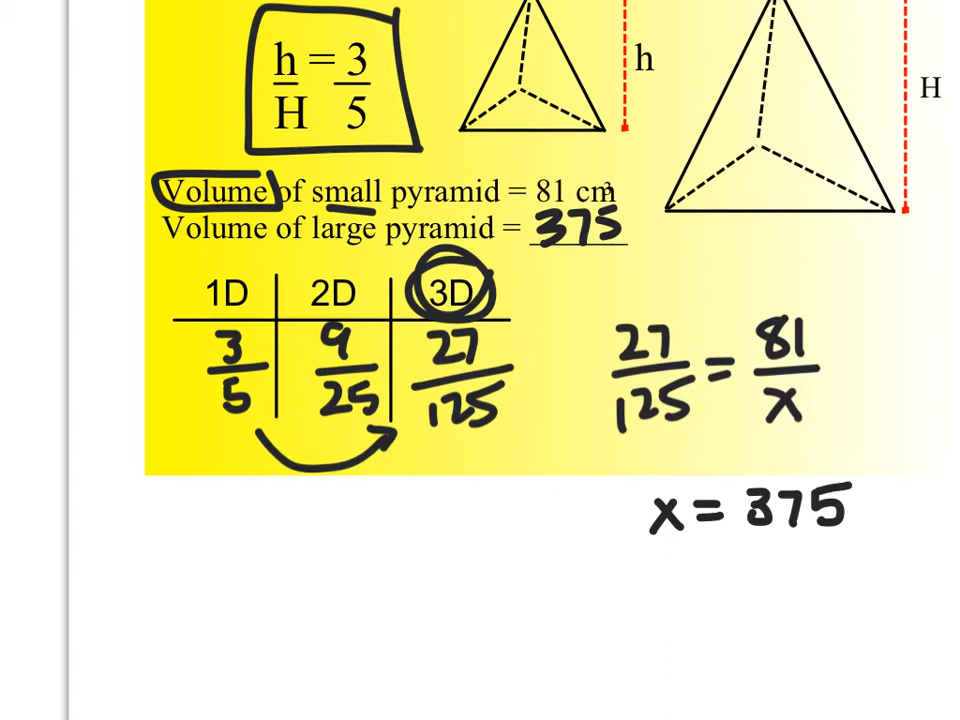 h = 3
H 5
h
H
Volume of small pyramid = 81 cm³
Volume of large pyramid = 375
1D 2D 3D
3/5 9/25 27/125
27/125 = 81/x
x = 375